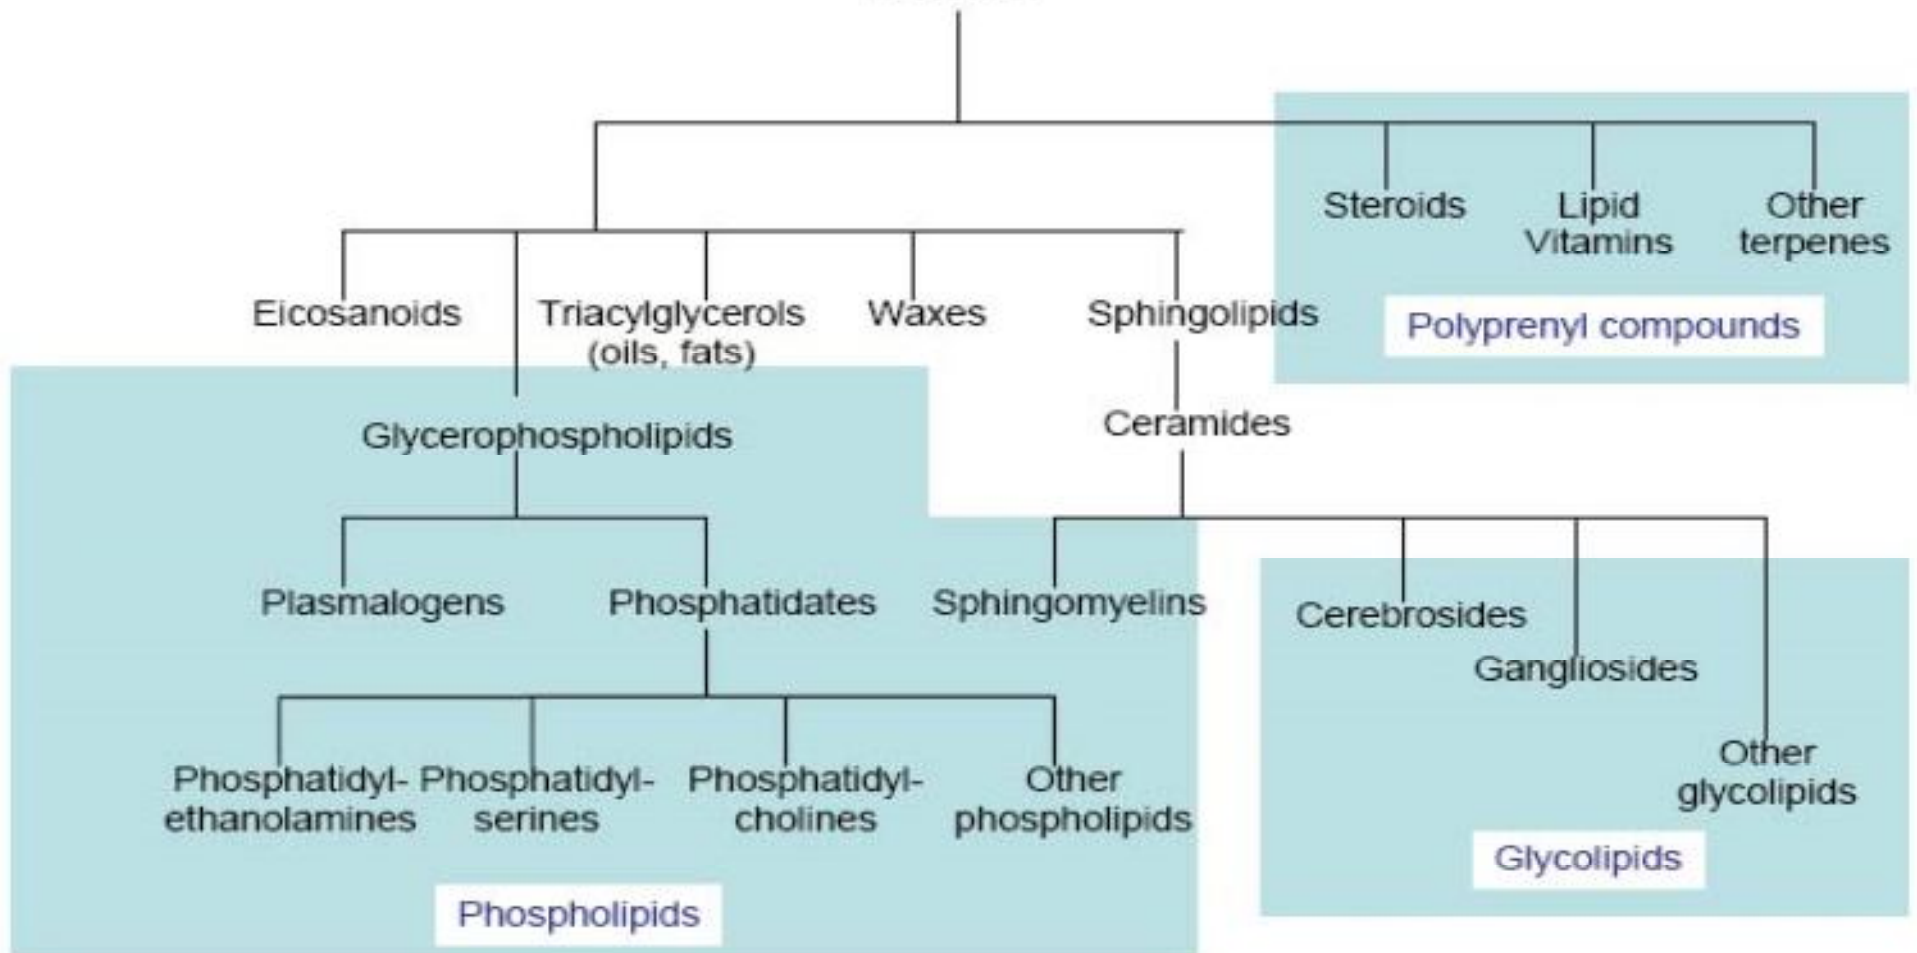 Steroids
Lipid
Vitamins
Other
terpenes
Eicosanoids
Triacylglycerols
(oils, fats)
Waxes
Sphingolipids
Polyprenyl compounds
Glycerophospholipids
Ceramides
Plasmalogens
Phosphatidates
Sphingomyelins
Cerebrosides
Gangliosides
Phosphatidyl-
ethanolamines
Phosphatidyl-
serines
Phosphatidyl-
cholines
Other
phospholipids
Other
glycolipids
Glycolipids
Phospholipids